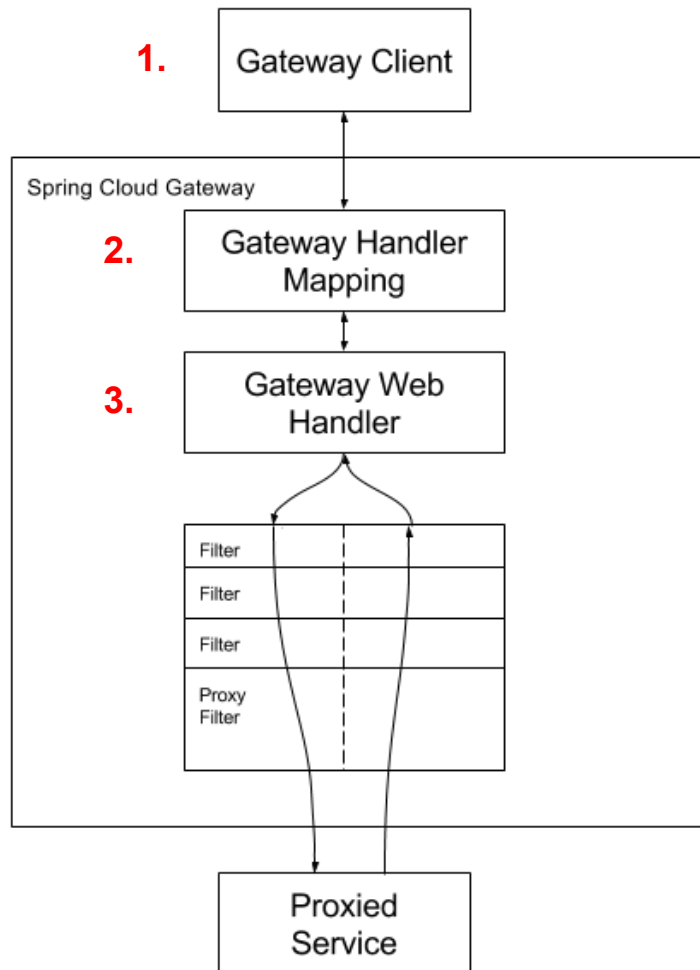 1.
Gateway Client
Spring Cloud Gateway
2.
Gateway Handler
Mapping
3.
Gateway Web
Handler
Filter
Filter
Filter
Proxy
Filter
Proxied
Service